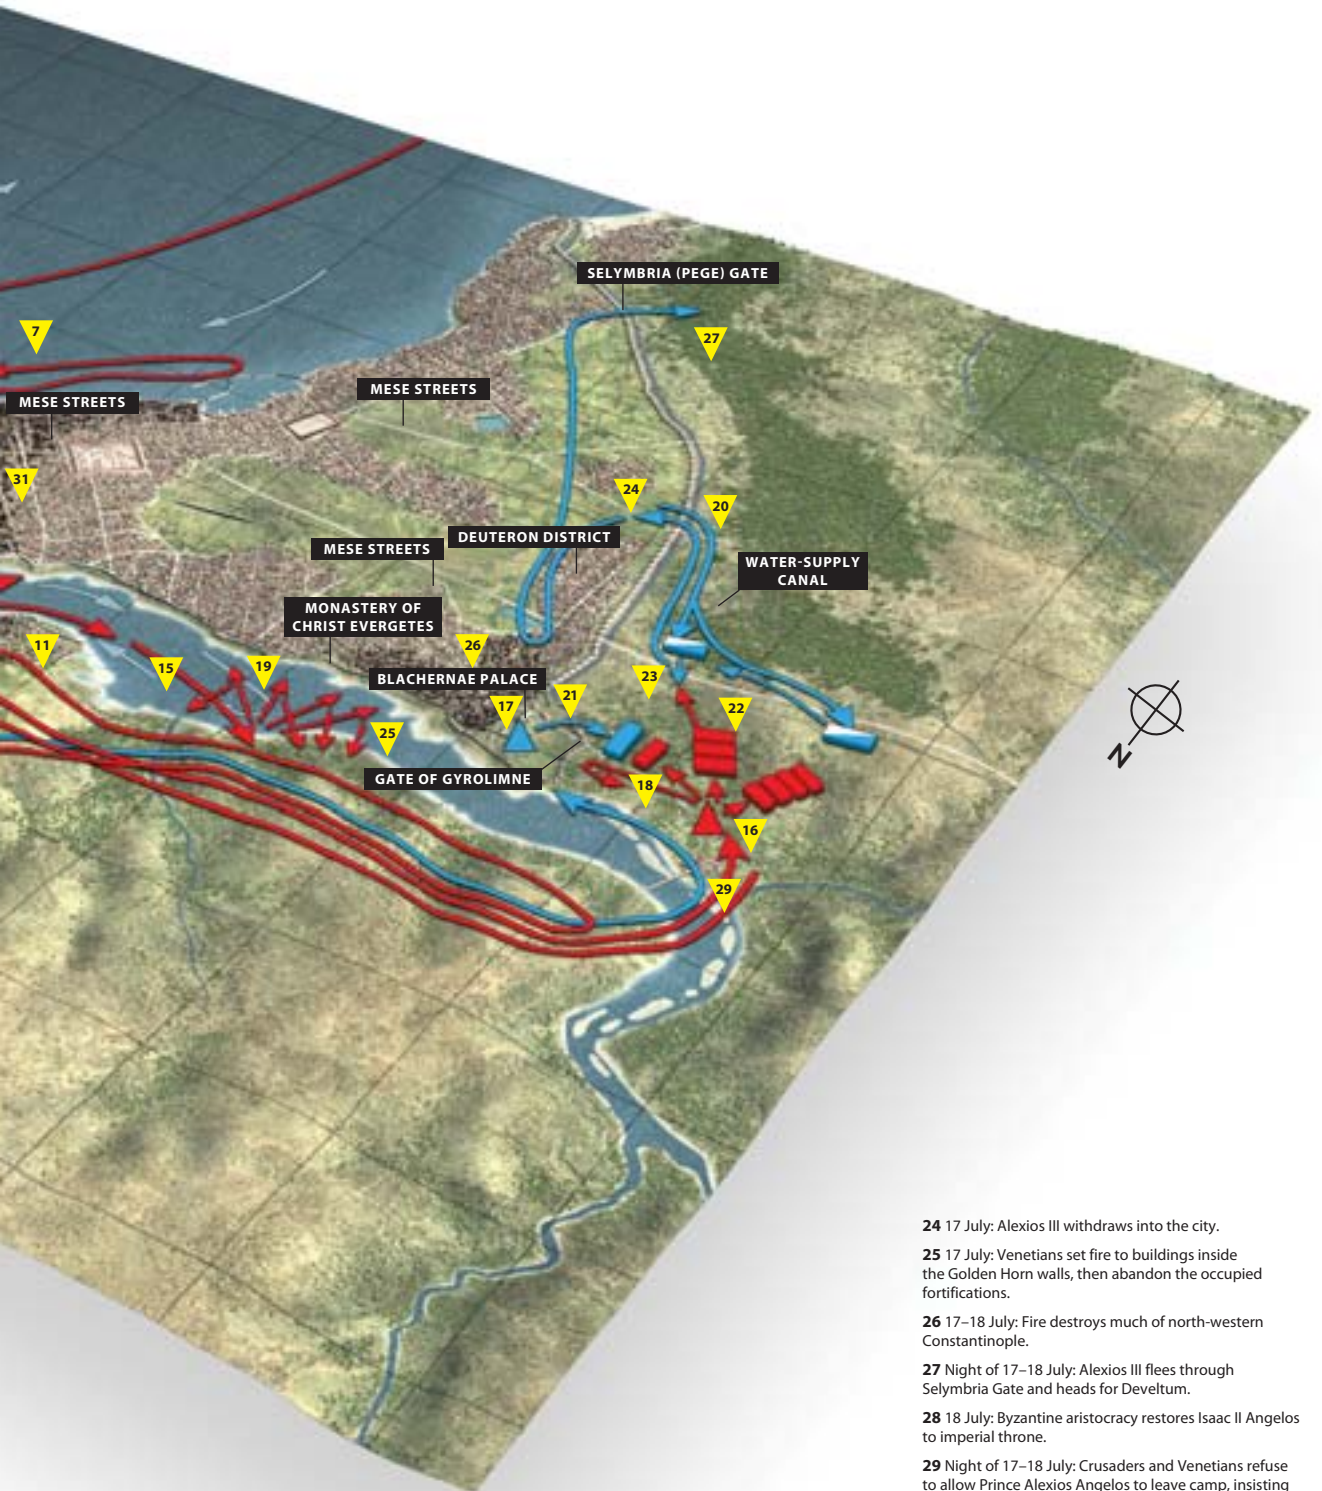 SELYMBRIA (PEGE) GATE
7
27
MESE STREETS
MESE STREETS
31
24
20
DEUTERON DISTRICT
MESE STREETS
WATER-SUPPLY
CANAL
MONASTERY OF
CHRIST EVERGETES
11
26
15
19
BLACHERNAE PALACE
23
21
17
22
25
N
GATE OF GYROLIMNE
18
16
29
24 17 July: Alexios III withdraws into the city.
25 17 July: Venetians set fire to buildings inside
the Golden Horn walls, then abandon the occupied
fortifications.
26 17–18 July: Fire destroys much of north-western
Constantinople.
27 Night of 17–18 July: Alexios III flees through
Selymbria Gate and heads for Develtum.
28 18 July: Byzantine aristocracy restores Isaac II Angelos
to imperial throne.
29 Night of 17–18 July: Crusaders and Venetians refuse
to allow Prince Alexios Angelos to leave camp, insisting